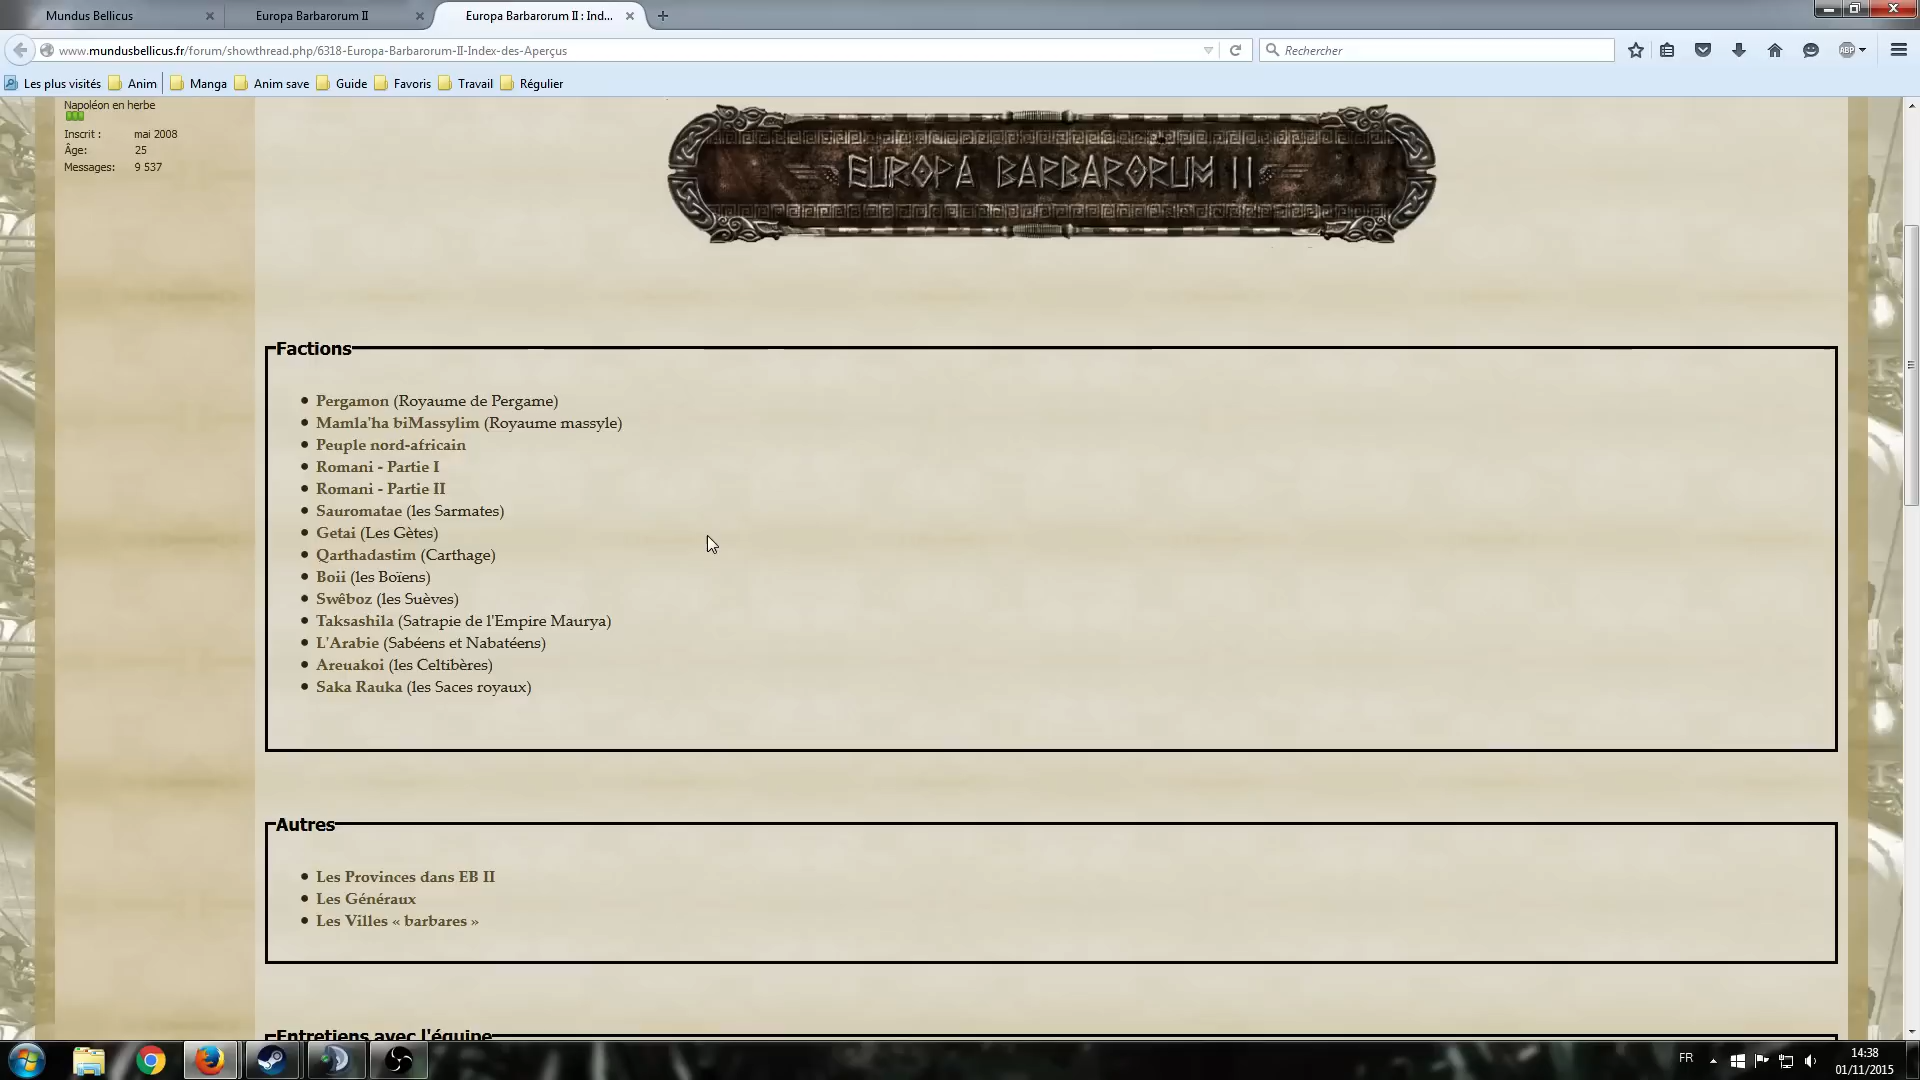 Mundus Bellicus
Europa Barbarorum II
Europa Barbarorum II : Ind...
www.mundusbellicus.fr/forum/showthread.php/6318-Europa-Barbarorum-II-Index-des-Aperçus
Rechercher
ABP
Les plus visités
Anim
Manga
Anim save
Guide
Favoris
Travail
Régulier
Napoléon en herbe
Inscrit : mai 2008
Âge: 25
Messages: 9 537
EUROPA BARBARORUM II
Factions
• Pergamon (Royaume de Pergame)
• Mamla'ha biMassylim (Royaume massyle)
• Peuple nord-africain
• Romani - Partie I
• Romani - Partie II
• Sauromatae (les Sarmates)
• Getai (Les Gètes)
• Qarthadastim (Carthage)
• Boii (les Boïens)
• Swêboz (les Suèves)
• Taksashila (Satrapie de l'Empire Maurya)
• L'Arabie (Sabéens et Nabatéens)
• Areuakoi (les Celtibères)
• Saka Rauka (les Saces royaux)
Autres
• Les Provinces dans EB II
• Les Généraux
• Les Villes « barbares »
Entretiens avec l'équipe
FR
14:38
01/11/2015